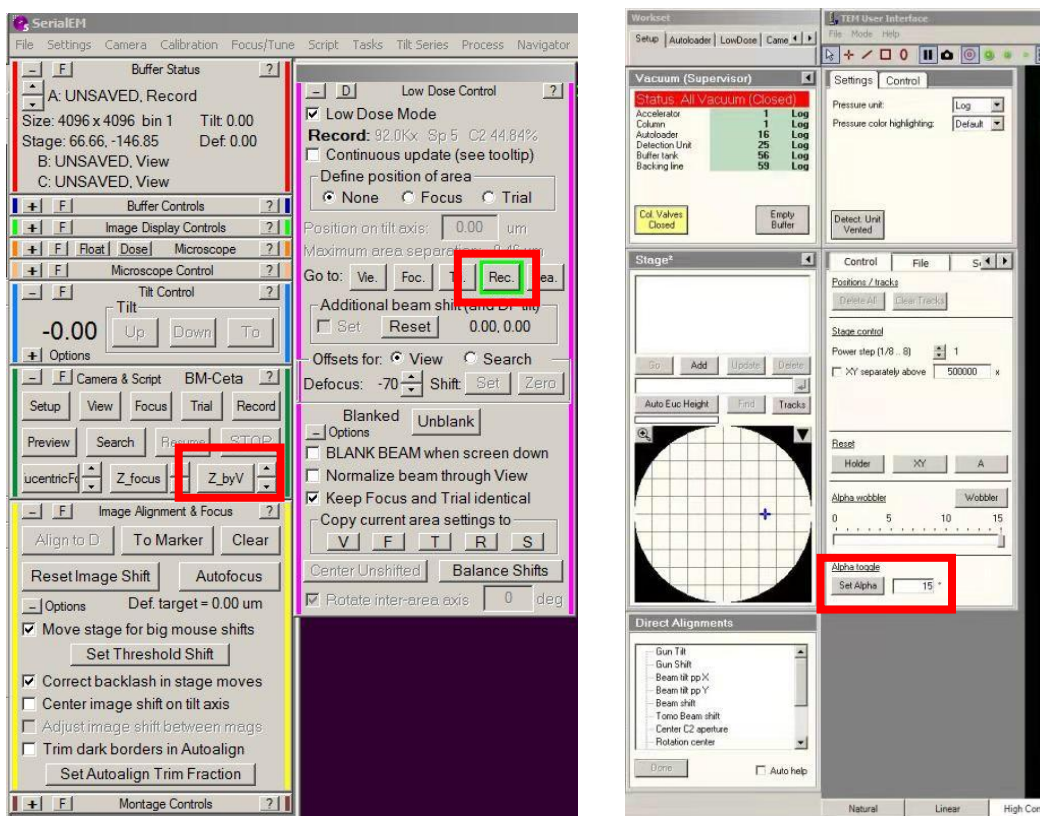 SerialEM
File Settings Camera Calibration Focus/Tune Script Tasks Tilt Series Process Navigator
- F Buffer Status ?
A: UNSAVED, Record
Size: 4096 x 4096 bin 1 Tilt: 0.00
Stage: 66.66, -146.85 Def: 0.00
B: UNSAVED, View
C: UNSAVED, View
+ F Buffer Controls ?
+ F Image Display Controls ?
+ F Float Dose Microscope ?
+ F Microscope Control ?
- F Tilt Control ?
Tilt
-0.00 Up Down To
+ Options
- F Camera & Script BM-Ceta ?
Setup View Focus Trial Record
Preview Search Resume STOP
ucentricFo Z_focus Z_byV
- F Image Alignment & Focus ?
Align to D To Marker Clear
Reset Image Shift Autofocus
- Options Def. target = 0.00 um
Move stage for big mouse shifts
Set Threshold Shift
Correct backlash in stage moves
Center image shift on tilt axis
Adjust image shift between mags
Trim dark borders in Autoalign
Set Autoalign Trim Fraction
+ F Montage Controls ?
- D Low Dose Control ?
Low Dose Mode
Record: 92.0Kx Sp 5 C2 44.84%
Continuous update (see tooltip)
Define position of area
None Focus Trial
Position on tilt axis: 0.00 um
Maximum area separation: 0.46 um
Go to: Vie. Foc. Rec. ea.
Additional beam shift (and DF tilt)
Set Reset 0.00, 0.00
Offsets for: View Search
Defocus: -70 Shift: Set Zero
Blanked Unblank
- Options
BLANK BEAM when screen down
Normalize beam through View
Keep Focus and Trial identical
Copy current area settings to
V F T R S
Center Unshifted Balance Shifts
Rotate inter-area axis 0 deg
Workset
Setup Autoloader LowDose Came
Vacuum (Supervisor)
Status: All Vacuum (Closed)
Accelerator 1 Log
Column 1 Log
Autoloader 16 Log
Detection Unit 25 Log
Buffer tank 56 Log
Backing line 59 Log
Col. Valves Closed
Empty Buffer
Stage²
Go Add Update Delete
Auto Euc Height Find Tracks
Direct Alignments
Gun Tilt
Gun Shift
Beam tilt pp X
Beam tilt pp Y
Beam shift
Tomo Beam shift
Center C2 aperture
Rotation center
Done Auto help
TEM User Interface
File Mode Help
Settings Control
Pressure unit: Log
Pressure color highlighting: Default
Detect. Unit Vented
Control File
Positions / tracks
Delete All Clear Tracks
Stage control
Power step (1/8 .. 8) 1
XY separately above 500000 x
Reset
Holder XY A
Alpha wobbler Wobbler
0 5 10 15
Alpha toggle
Set Alpha 15 °
Natural Linear High Con